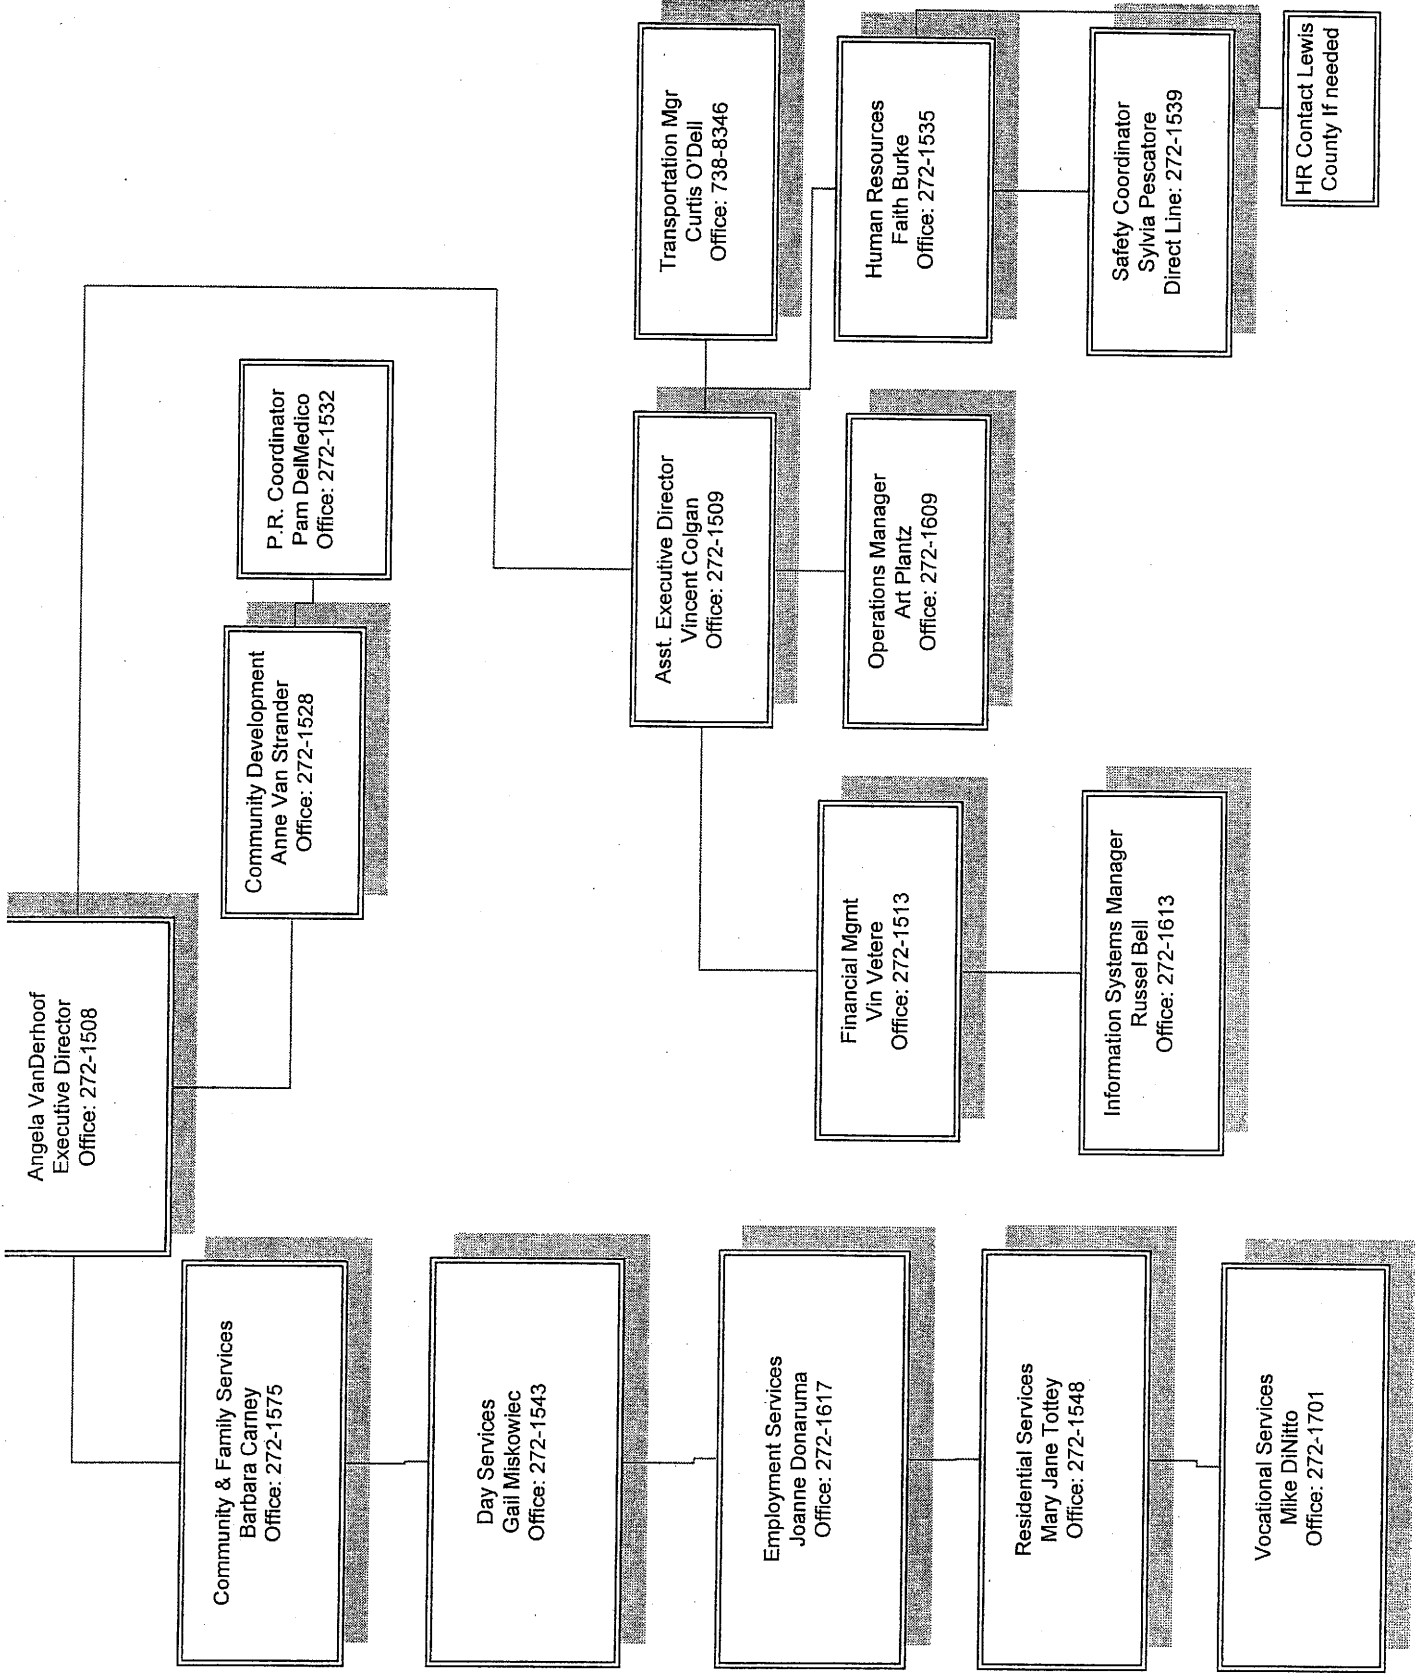 Angela VanDerhoof
Executive Director
Office: 272-1508
Community & Family Services
Barbara Carney
Office: 272-1575
Day Services
Gail Miskowiec
Office: 272-1543
Employment Services
Joanne Donaruma
Office: 272-1617
Residential Services
Mary Jane Tottey
Office: 272-1548
Vocational Services
Mike DiNitto
Office: 272-1701
Community Development
Anne Van Strander
Office: 272-1528
P.R. Coordinator
Pam DelMedico
Office: 272-1532
Asst. Executive Director
Vincent Colgan
Office: 272-1509
Financial Mgmt
Vin Vetere
Office: 272-1513
Information Systems Manager
Russel Bell
Office: 272-1613
Operations Manager
Art Plantz
Office: 272-1609
Transportation Mgr
Curtis O'Dell
Office: 738-8346
Human Resources
Faith Burke
Office: 272-1535
Safety Coordinator
Sylvia Pescatore
Direct Line: 272-1539
HR Contact Lewis
County If needed